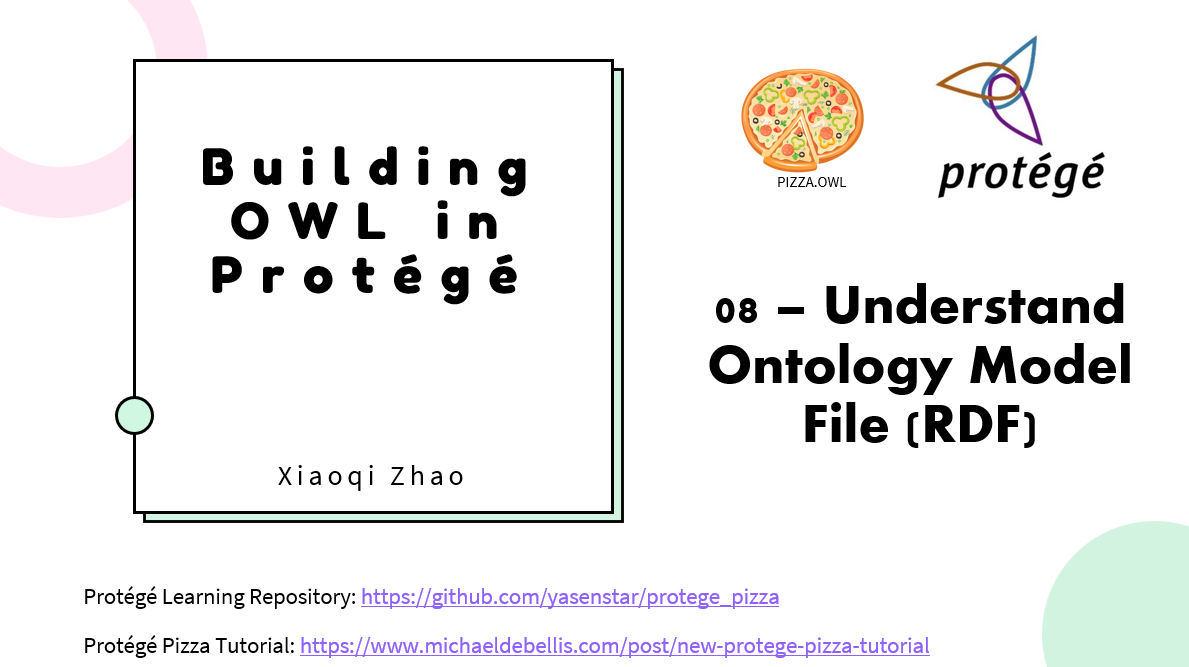 Building
OWL in
Protégé
Xiaoqi Zhao
PIZZA.OWL
protégé
08 – Understand
Ontology Model
File (RDF)
Protégé Learning Repository: https://github.com/yasenstar/protege_pizza
Protégé Pizza Tutorial: https://www.michaeldebellis.com/post/new-protege-pizza-tutorial